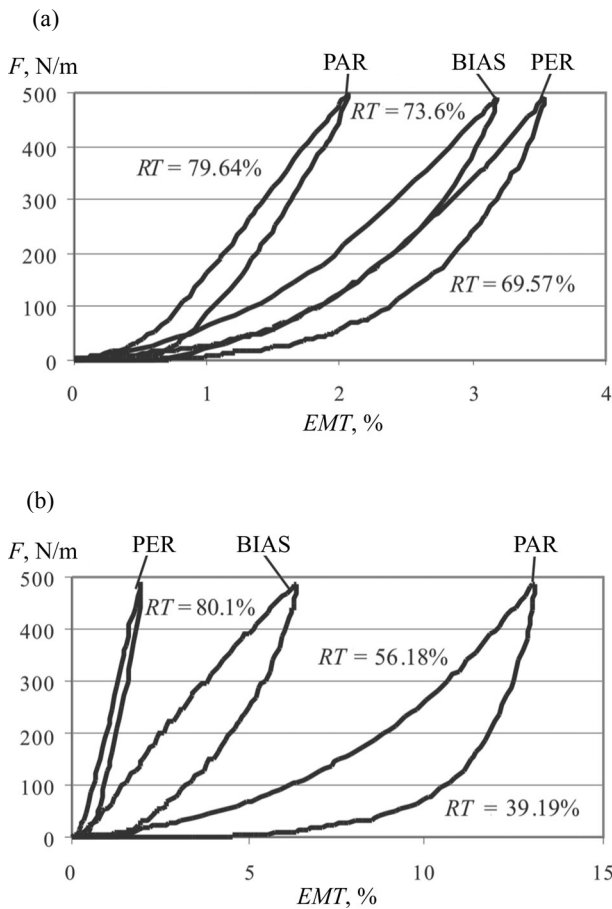 (a)
F, N/m
PAR
BIAS
PER
500
400
300
200
100
0
RT = 73.6%
RT = 79.64%
RT = 69.57%
0 1 2 3 4
EMT, %
(b)
F, N/m
PER
BIAS
PAR
500
400
300
200
100
0
RT = 80.1%
RT = 56.18%
RT = 39.19%
0 5 10 15
EMT, %